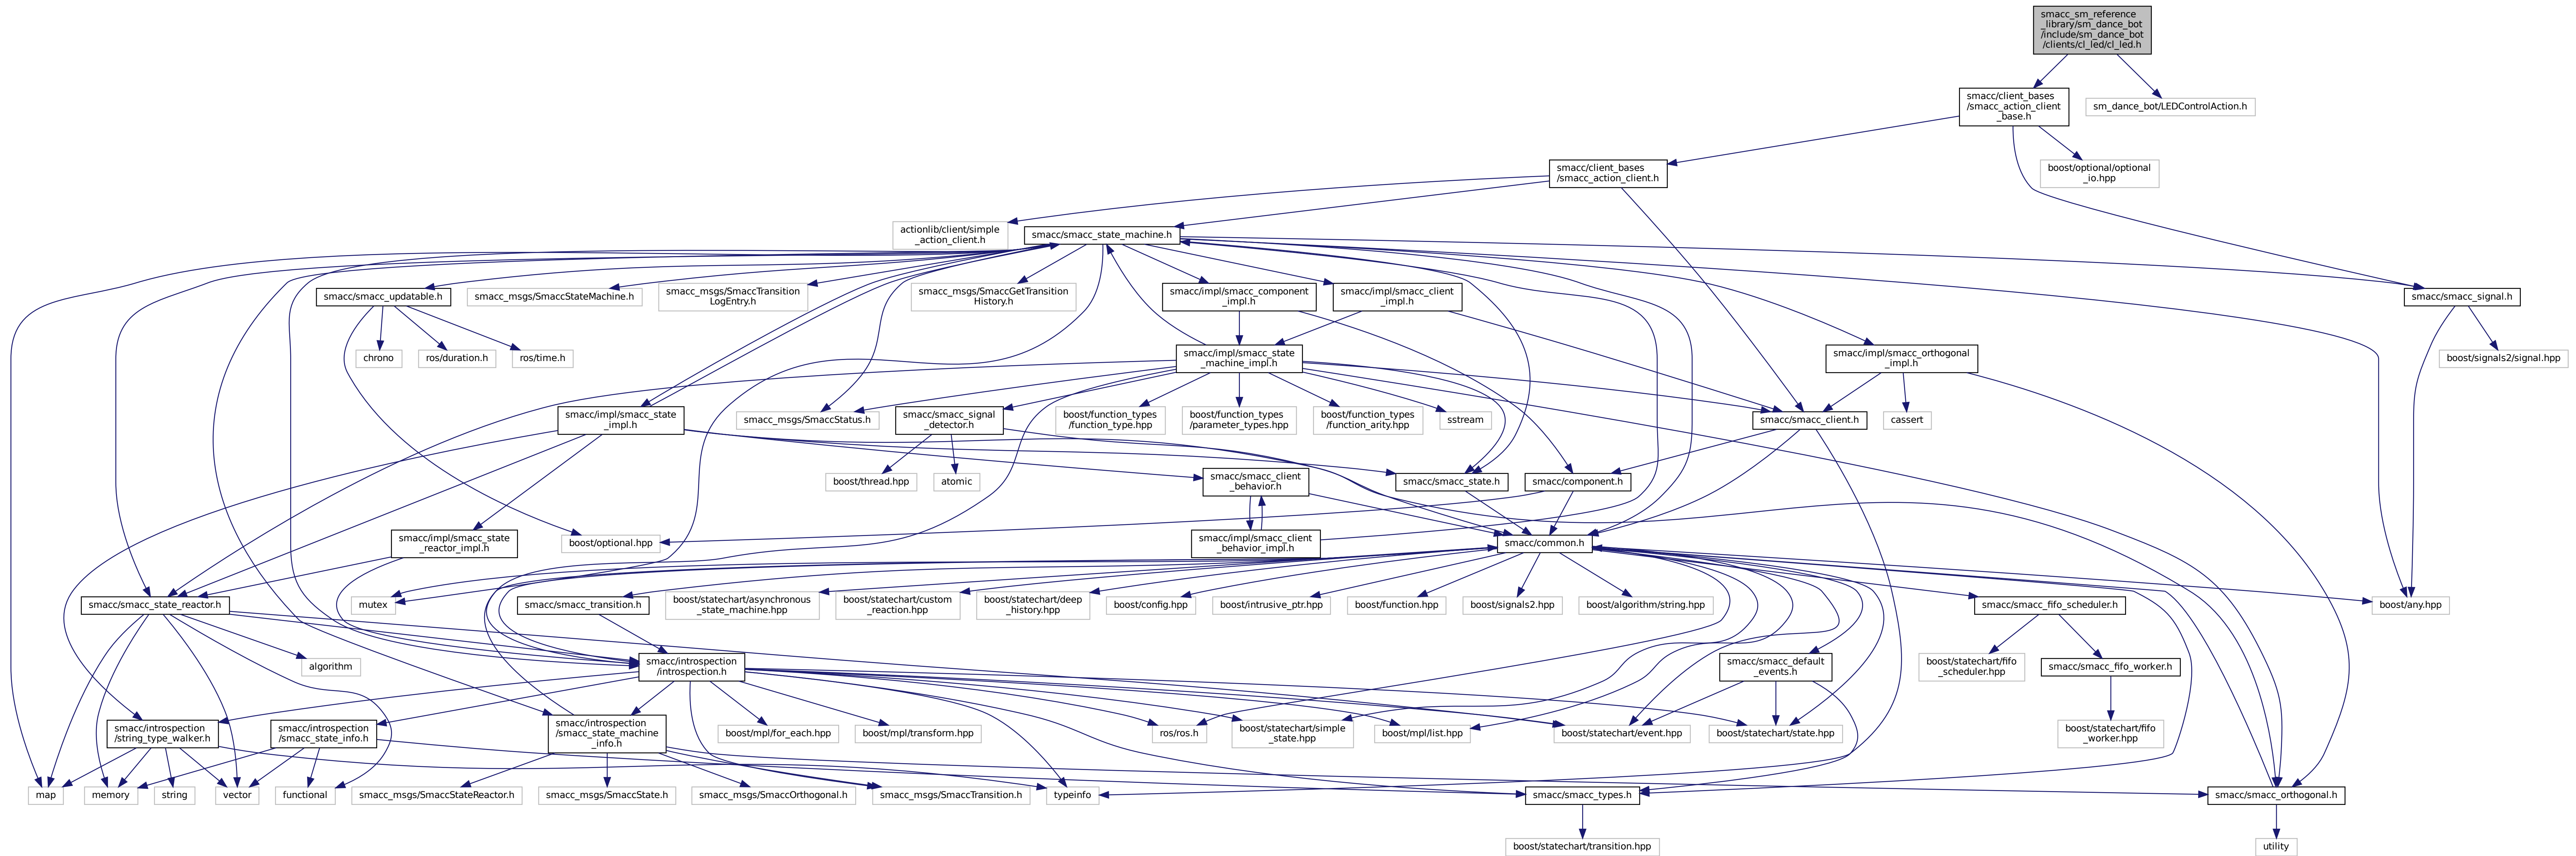 smacc_sm_reference
_library/sm_dance_bot
/include/sm_dance_bot
/clients/cl_led/cl_led.h
smacc/client_bases
/smacc_action_client
_base.h
sm_dance_bot/LEDControlAction.h
smacc/client_bases
/smacc_action_client.h
boost/optional/optional
_io.hpp
actionlib/client/simple
_action_client.h
smacc/smacc_state_machine.h
smacc/smacc_updatable.h
smacc_msgs/SmaccStateMachine.h
smacc_msgs/SmaccTransition
LogEntry.h
smacc_msgs/SmaccGetTransition
History.h
smacc/impl/smacc_component
_impl.h
smacc/impl/smacc_client
_impl.h
smacc/smacc_signal.h
chrono
ros/duration.h
ros/time.h
smacc/impl/smacc_state
_machine_impl.h
smacc/impl/smacc_orthogonal
_impl.h
boost/signals2/signal.hpp
smacc/impl/smacc_state
_impl.h
smacc_msgs/SmaccStatus.h
smacc/smacc_signal
_detector.h
boost/function_types
/function_type.hpp
boost/function_types
/parameter_types.hpp
boost/function_types
/function_arity.hpp
sstream
smacc/smacc_client.h
cassert
boost/thread.hpp
atomic
smacc/smacc_client
_behavior.h
smacc/smacc_state.h
smacc/component.h
smacc/impl/smacc_state
_reactor_impl.h
boost/optional.hpp
smacc/impl/smacc_client
_behavior_impl.h
smacc/common.h
smacc/smacc_state_reactor.h
mutex
smacc/smacc_transition.h
boost/statechart/asynchronous
_state_machine.hpp
boost/statechart/custom
_reaction.hpp
boost/statechart/deep
_history.hpp
boost/config.hpp
boost/intrusive_ptr.hpp
boost/function.hpp
boost/signals2.hpp
boost/algorithm/string.hpp
smacc/smacc_fifo_scheduler.h
boost/any.hpp
algorithm
smacc/introspection
/introspection.h
smacc/smacc_default
_events.h
boost/statechart/fifo
_scheduler.hpp
smacc/smacc_fifo_worker.h
smacc/introspection
/string_type_walker.h
smacc/introspection
/smacc_state_info.h
smacc/introspection
/smacc_state_machine
_info.h
boost/mpl/for_each.hpp
boost/mpl/transform.hpp
ros/ros.h
boost/statechart/simple
_state.hpp
boost/mpl/list.hpp
boost/statechart/event.hpp
boost/statechart/state.hpp
boost/statechart/fifo
_worker.hpp
map
memory
string
vector
functional
smacc_msgs/SmaccStateReactor.h
smacc_msgs/SmaccState.h
smacc_msgs/SmaccOrthogonal.h
smacc_msgs/SmaccTransition.h
typeinfo
smacc/smacc_types.h
smacc/smacc_orthogonal.h
boost/statechart/transition.hpp
utility